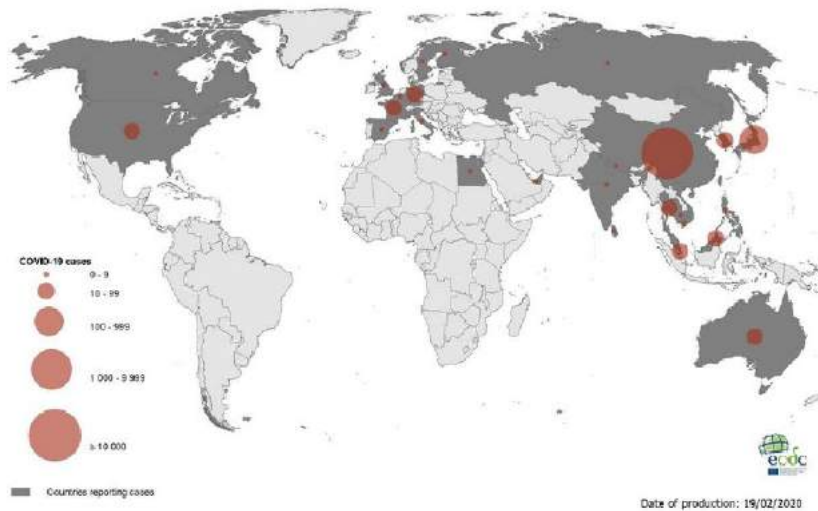 COVID-19 cases
0 - 9
10 - 99
100 - 999
1 000 - 9 999
≥ 10 000
Countries reporting cases
ecdc
Date of production: 19/02/2020